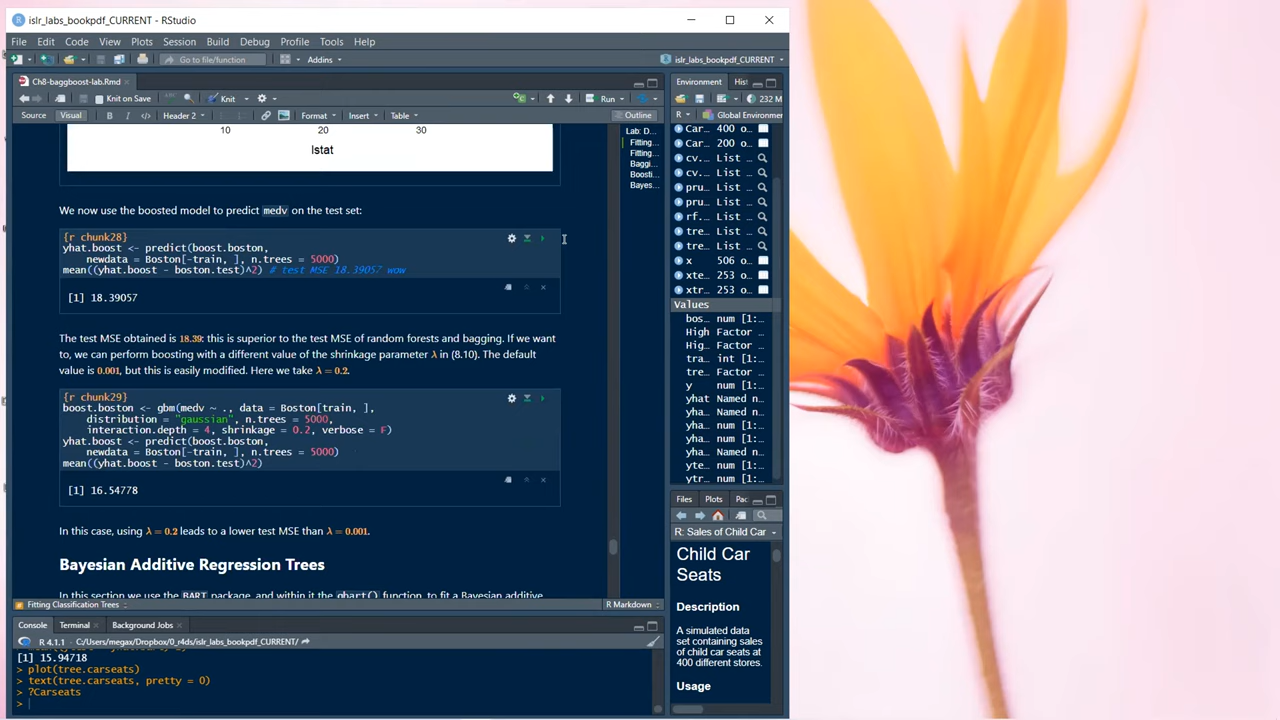 islr_labs_bookpdf_CURRENT - RStudio
File Edit Code View Plots Session Build Debug Profile Tools Help
Go to file/function Addins islr_labs_bookpdf_CURRENT
Ch8-baggboost-lab.Rmd
Knit on Save Knit Run
Source Visual B I </> Header 2 Format Insert Table Outline
10 20 30
lstat
We now use the boosted model to predict medv on the test set:
{r chunk28}
yhat.boost <- predict(boost.boston,
newdata = Boston[-train, ], n.trees = 5000)
mean((yhat.boost - boston.test)^2) # test MSE 18.39057 wow
[1] 18.39057
The test MSE obtained is 18.39: this is superior to the test MSE of random forests and bagging. If we want
to, we can perform boosting with a different value of the shrinkage parameter λ in (8.10). The default
value is 0.001, but this is easily modified. Here we take λ = 0.2.
{r chunk29}
boost.boston <- gbm(medv ~ ., data = Boston[train, ],
distribution = "gaussian", n.trees = 5000,
interaction.depth = 4, shrinkage = 0.2, verbose = F)
yhat.boost <- predict(boost.boston,
newdata = Boston[-train, ], n.trees = 5000)
mean((yhat.boost - boston.test)^2)
[1] 16.54778
In this case, using λ = 0.2 leads to a lower test MSE than λ = 0.001.
Bayesian Additive Regression Trees
In this section we use the BART package, and within it the gbart() function, to fit a Bayesian additive
Fitting Classification Trees R Markdown
Lab: D...
Fitting...
Fitting...
Baggi...
Boosti...
Bayes...
Console Terminal Background Jobs
R 4.1.1 · C:/Users/megax/Dropbox/0_r4ds/islr_labs_bookpdf_CURRENT/
[1] 15.94718
> plot(tree.carseats)
> text(tree.carseats, pretty = 0)
> ?Carseats
>
Environment His
232 M
R Global Environme
Car... 400 o...
Car... 200 o...
cv... List ...
cv... List ...
pru... List ...
pru... List ...
rf... List ...
tre... List ...
tre... List ...
x 506 o...
xte... 253 o...
xtr... 253 o...
Values
bos... num [1:...
High Factor ...
Hig... Factor ...
tra... int [1:...
tre... Factor ...
y num [1:...
yhat Named n...
yha... Named n...
yha... num [1:...
yha... num [1:...
yha... Named n...
yte... num [1:...
ytr... num [1:...
Files Plots Pac
R: Sales of Child Car
Child Car
Seats
Description
A simulated data
set containing sales
of child car seats at
400 different stores.
Usage